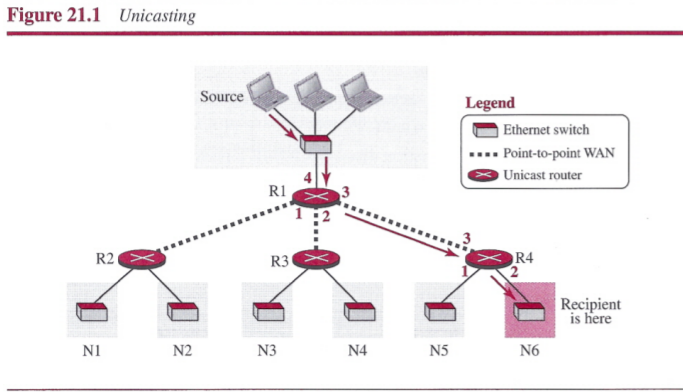 Figure 21.1 Unicasting
Source
Legend
Ethernet switch
Point-to-point WAN
Unicast router
4
R1
3
1 2
R2
R3
3
R4
1 2
Recipient
is here
N1 N2 N3 N4 N5 N6